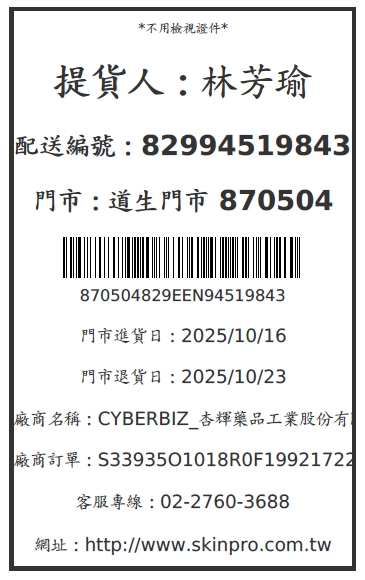 *不用檢視證件*
提貨人：林芳瑜
配送編號：82994519843
門市：道生門市 870504
870504829EEN94519843
門市進貨日：2025/10/16
門市退貨日：2025/10/23
廠商名稱：CYBERBIZ_杏輝藥品工業股份有
廠商訂單：S33935O1018R0F19921722
客服專線：02-2760-3688
網址：http://www.skinpro.com.tw